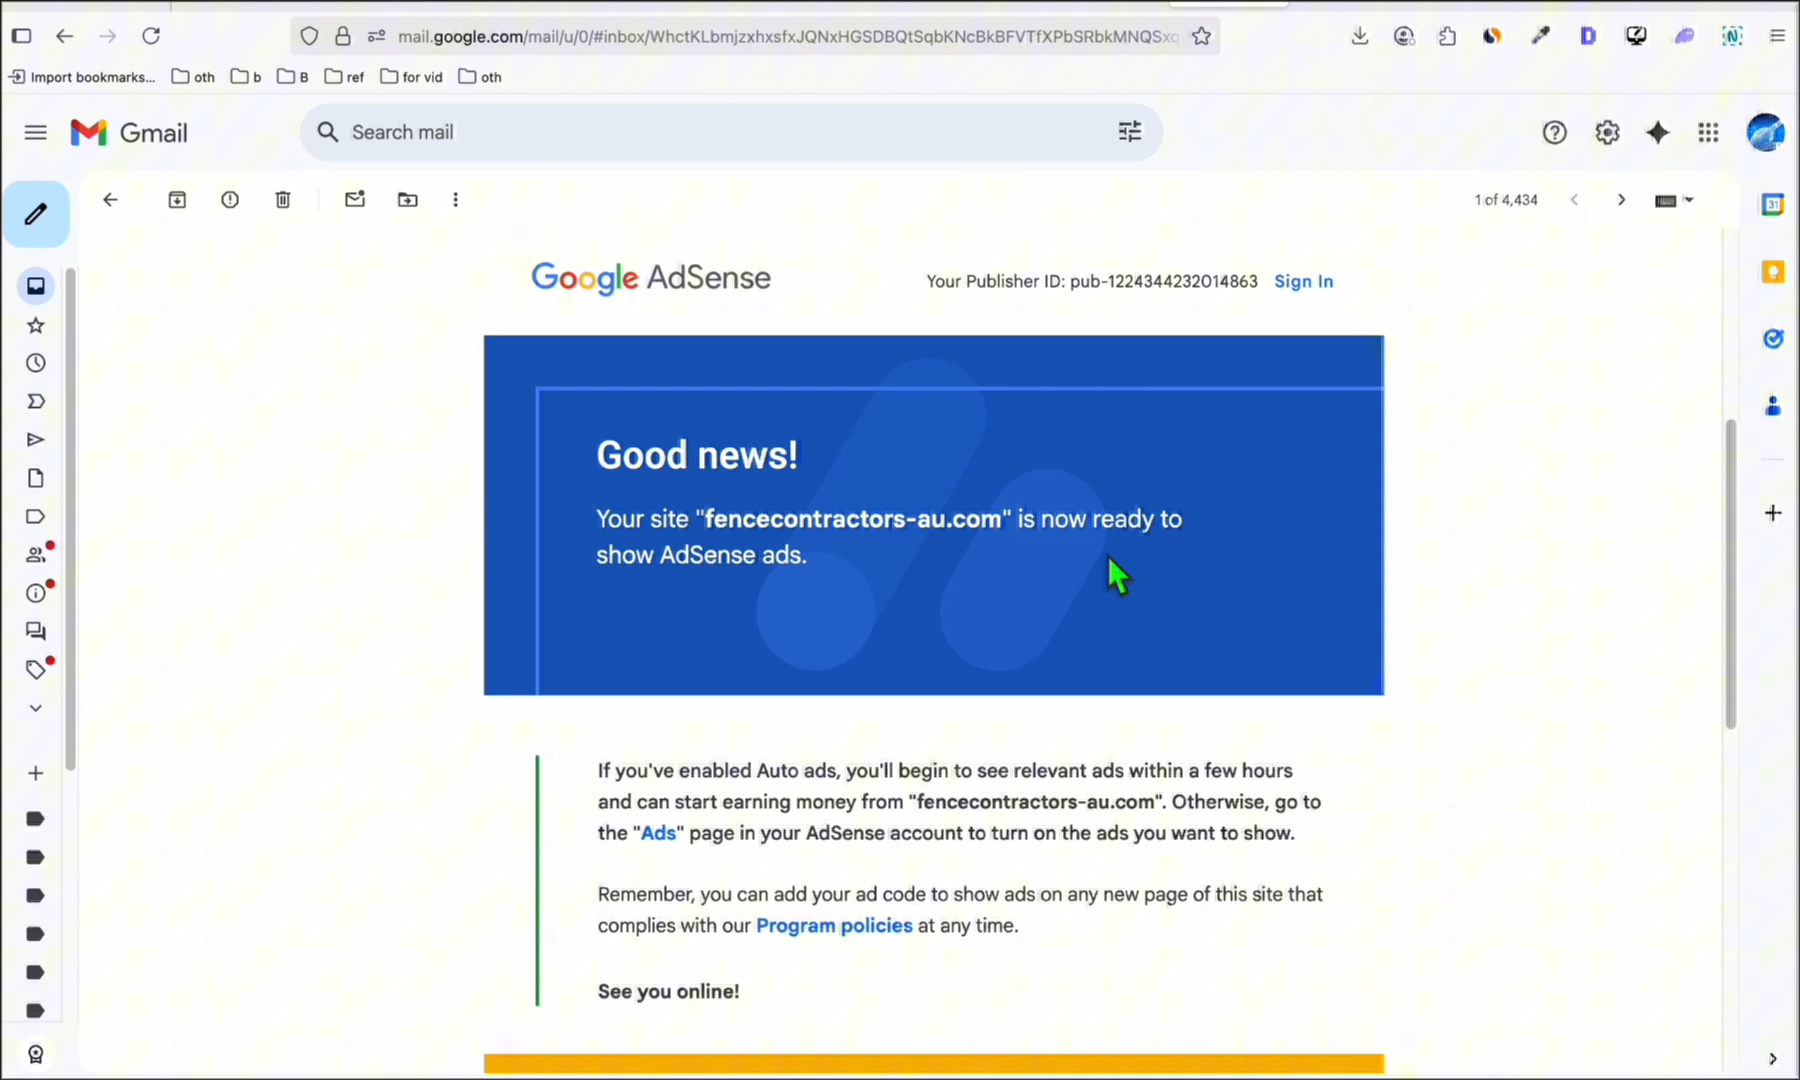 mail.google.com/mail/u/0/#inbox/WhctKLbmjzxhxsfxJQNxHGSDBQtSqbKNcBkBFVTfXPbSRbkMNQSxq
Import bookmarks...
oth
b
B
ref
for vid
oth
Gmail
Search mail
1 of 4,434
31
Google AdSense
Your Publisher ID: pub-1224344232014863 Sign In
Good news!
Your site "fencecontractors-au.com" is now ready to
show AdSense ads.
If you've enabled Auto ads, you'll begin to see relevant ads within a few hours
and can start earning money from "fencecontractors-au.com". Otherwise, go to
the "Ads" page in your AdSense account to turn on the ads you want to show.
Remember, you can add your ad code to show ads on any new page of this site that
complies with our Program policies at any time.
See you online!